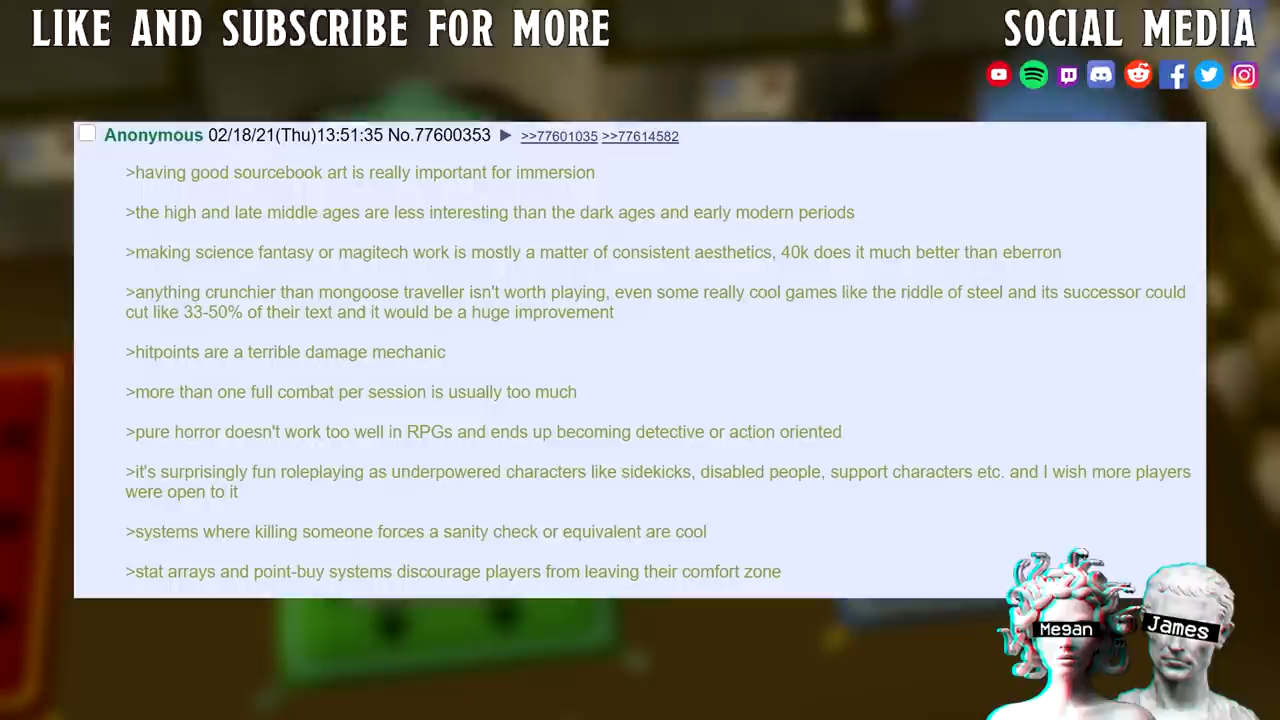 LIKE AND SUBSCRIBE FOR MORE
SOCIAL MEDIA
Anonymous 02/18/21(Thu)13:51:35 No.77600353 ▶ >>77601035 >>77614582
>having good sourcebook art is really important for immersion
>the high and late middle ages are less interesting than the dark ages and early modern periods
>making science fantasy or magitech work is mostly a matter of consistent aesthetics, 40k does it much better than eberron
>anything crunchier than mongoose traveller isn't worth playing, even some really cool games like the riddle of steel and its successor could
cut like 33-50% of their text and it would be a huge improvement
>hitpoints are a terrible damage mechanic
>more than one full combat per session is usually too much
>pure horror doesn't work too well in RPGs and ends up becoming detective or action oriented
>it's surprisingly fun roleplaying as underpowered characters like sidekicks, disabled people, support characters etc. and I wish more players
were open to it
>systems where killing someone forces a sanity check or equivalent are cool
>stat arrays and point-buy systems discourage players from leaving their comfort zone
Megan
James